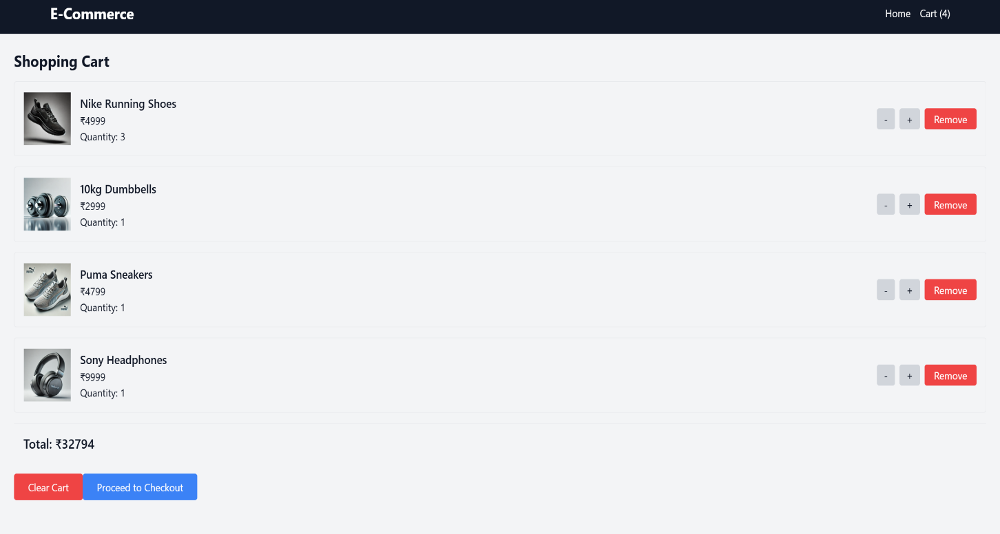 E-Commerce
Home Cart (4)
Shopping Cart
Nike Running Shoes
₹4999
Quantity: 3
- + Remove
10kg Dumbbells
₹2999
Quantity: 1
- + Remove
Puma Sneakers
₹4799
Quantity: 1
- + Remove
Sony Headphones
₹9999
Quantity: 1
- + Remove
Total: ₹32794
Clear Cart Proceed to Checkout